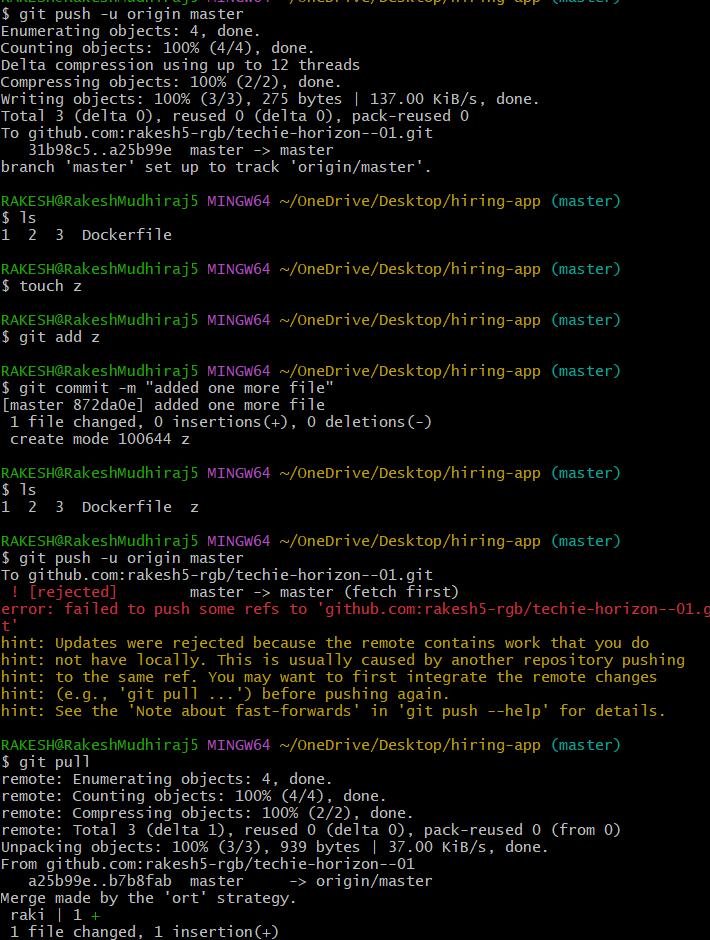 RAKESH@RakeshMudhiraj5 MINGW64 ~/OneDrive/Desktop/hiring-app (master)
$ git push -u origin master
Enumerating objects: 4, done.
Counting objects: 100% (4/4), done.
Delta compression using up to 12 threads
Compressing objects: 100% (2/2), done.
Writing objects: 100% (3/3), 275 bytes | 137.00 KiB/s, done.
Total 3 (delta 0), reused 0 (delta 0), pack-reused 0
To github.com:rakesh5-rgb/techie-horizon--01.git
   31b98c5..a25b99e  master -> master
branch 'master' set up to track 'origin/master'.
RAKESH@RakeshMudhiraj5 MINGW64 ~/OneDrive/Desktop/hiring-app (master)
$ ls
1  2  3  Dockerfile
RAKESH@RakeshMudhiraj5 MINGW64 ~/OneDrive/Desktop/hiring-app (master)
$ touch z
RAKESH@RakeshMudhiraj5 MINGW64 ~/OneDrive/Desktop/hiring-app (master)
$ git add z
RAKESH@RakeshMudhiraj5 MINGW64 ~/OneDrive/Desktop/hiring-app (master)
$ git commit -m "added one more file"
[master 872da0e] added one more file
 1 file changed, 0 insertions(+), 0 deletions(-)
 create mode 100644 z
RAKESH@RakeshMudhiraj5 MINGW64 ~/OneDrive/Desktop/hiring-app (master)
$ ls
1  2  3  Dockerfile  z
RAKESH@RakeshMudhiraj5 MINGW64 ~/OneDrive/Desktop/hiring-app (master)
$ git push -u origin master
To github.com:rakesh5-rgb/techie-horizon--01.git
 ! [rejected]        master -> master (fetch first)
error: failed to push some refs to 'github.com:rakesh5-rgb/techie-horizon--01.g
t'
hint: Updates were rejected because the remote contains work that you do
hint: not have locally. This is usually caused by another repository pushing
hint: to the same ref. You may want to first integrate the remote changes
hint: (e.g., 'git pull ...') before pushing again.
hint: See the 'Note about fast-forwards' in 'git push --help' for details.
RAKESH@RakeshMudhiraj5 MINGW64 ~/OneDrive/Desktop/hiring-app (master)
$ git pull
remote: Enumerating objects: 4, done.
remote: Counting objects: 100% (4/4), done.
remote: Compressing objects: 100% (2/2), done.
remote: Total 3 (delta 1), reused 0 (delta 0), pack-reused 0 (from 0)
Unpacking objects: 100% (3/3), 939 bytes | 37.00 KiB/s, done.
From github.com:rakesh5-rgb/techie-horizon--01
   a25b99e..b7b8fab  master     -> origin/master
Merge made by the 'ort' strategy.
 raki | 1 +
 1 file changed, 1 insertion(+)